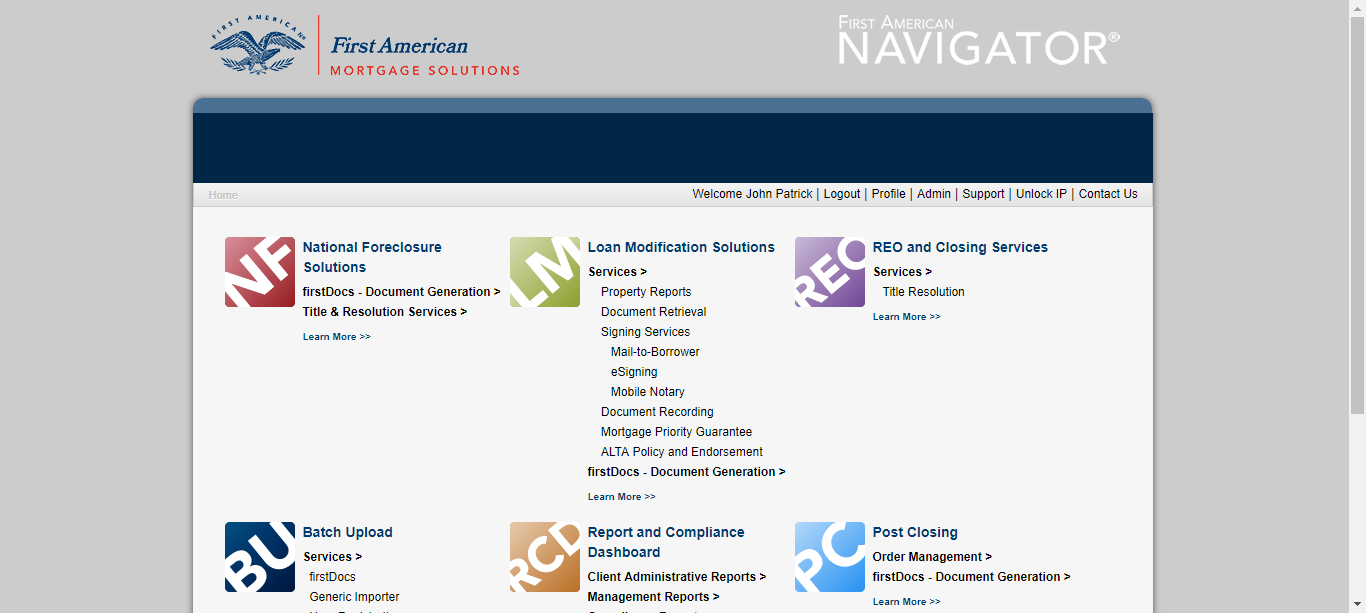 FIRST AMERICAN
First American
MORTGAGE SOLUTIONS
FIRST AMERICAN
NAVIGATOR®
Home
Welcome John Patrick | Logout | Profile | Admin | Support | Unlock IP | Contact Us
NF
National Foreclosure
Solutions
firstDocs - Document Generation >
Title & Resolution Services >
Learn More >>
LM
Loan Modification Solutions
Services >
Property Reports
Document Retrieval
Signing Services
Mail-to-Borrower
eSigning
Mobile Notary
Document Recording
Mortgage Priority Guarantee
ALTA Policy and Endorsement
firstDocs - Document Generation >
Learn More >>
REO
REO and Closing Services
Services >
Title Resolution
Learn More >>
BU
Batch Upload
Services >
firstDocs
Generic Importer
RCD
Report and Compliance
Dashboard
Client Administrative Reports >
Management Reports >
PC
Post Closing
Order Management >
firstDocs - Document Generation >
Learn More >>